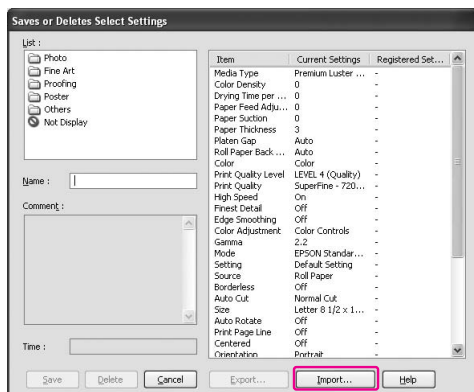 Saves or Deletes Select Settings
List :
Photo
Fine Art
Proofing
Poster
Others
Not Display
Name :
Comment :
Time :
Item Current Settings Registered Set...
Media Type Premium Luster ... -
Color Density 0 -
Drying Time per ... 0 -
Paper Feed Adju... 0 -
Paper Suction 0 -
Paper Thickness 3 -
Platen Gap Auto -
Roll Paper Back ... Auto -
Color Color -
Print Quality Level LEVEL 4 (Quality) -
Print Quality SuperFine - 720... -
High Speed On -
Finest Detail Off -
Edge Smoothing Off -
Color Adjustment Color Controls -
Gamma 2.2 -
Mode EPSON Standar... -
Setting Default Setting -
Source Roll Paper -
Borderless Off -
Auto Cut Normal Cut -
Size Letter 8 1/2 x 1... -
Auto Rotate Off -
Print Page Line Off -
Centered Off -
Orientation Portrait -
Save Delete Cancel Export... Import... Help